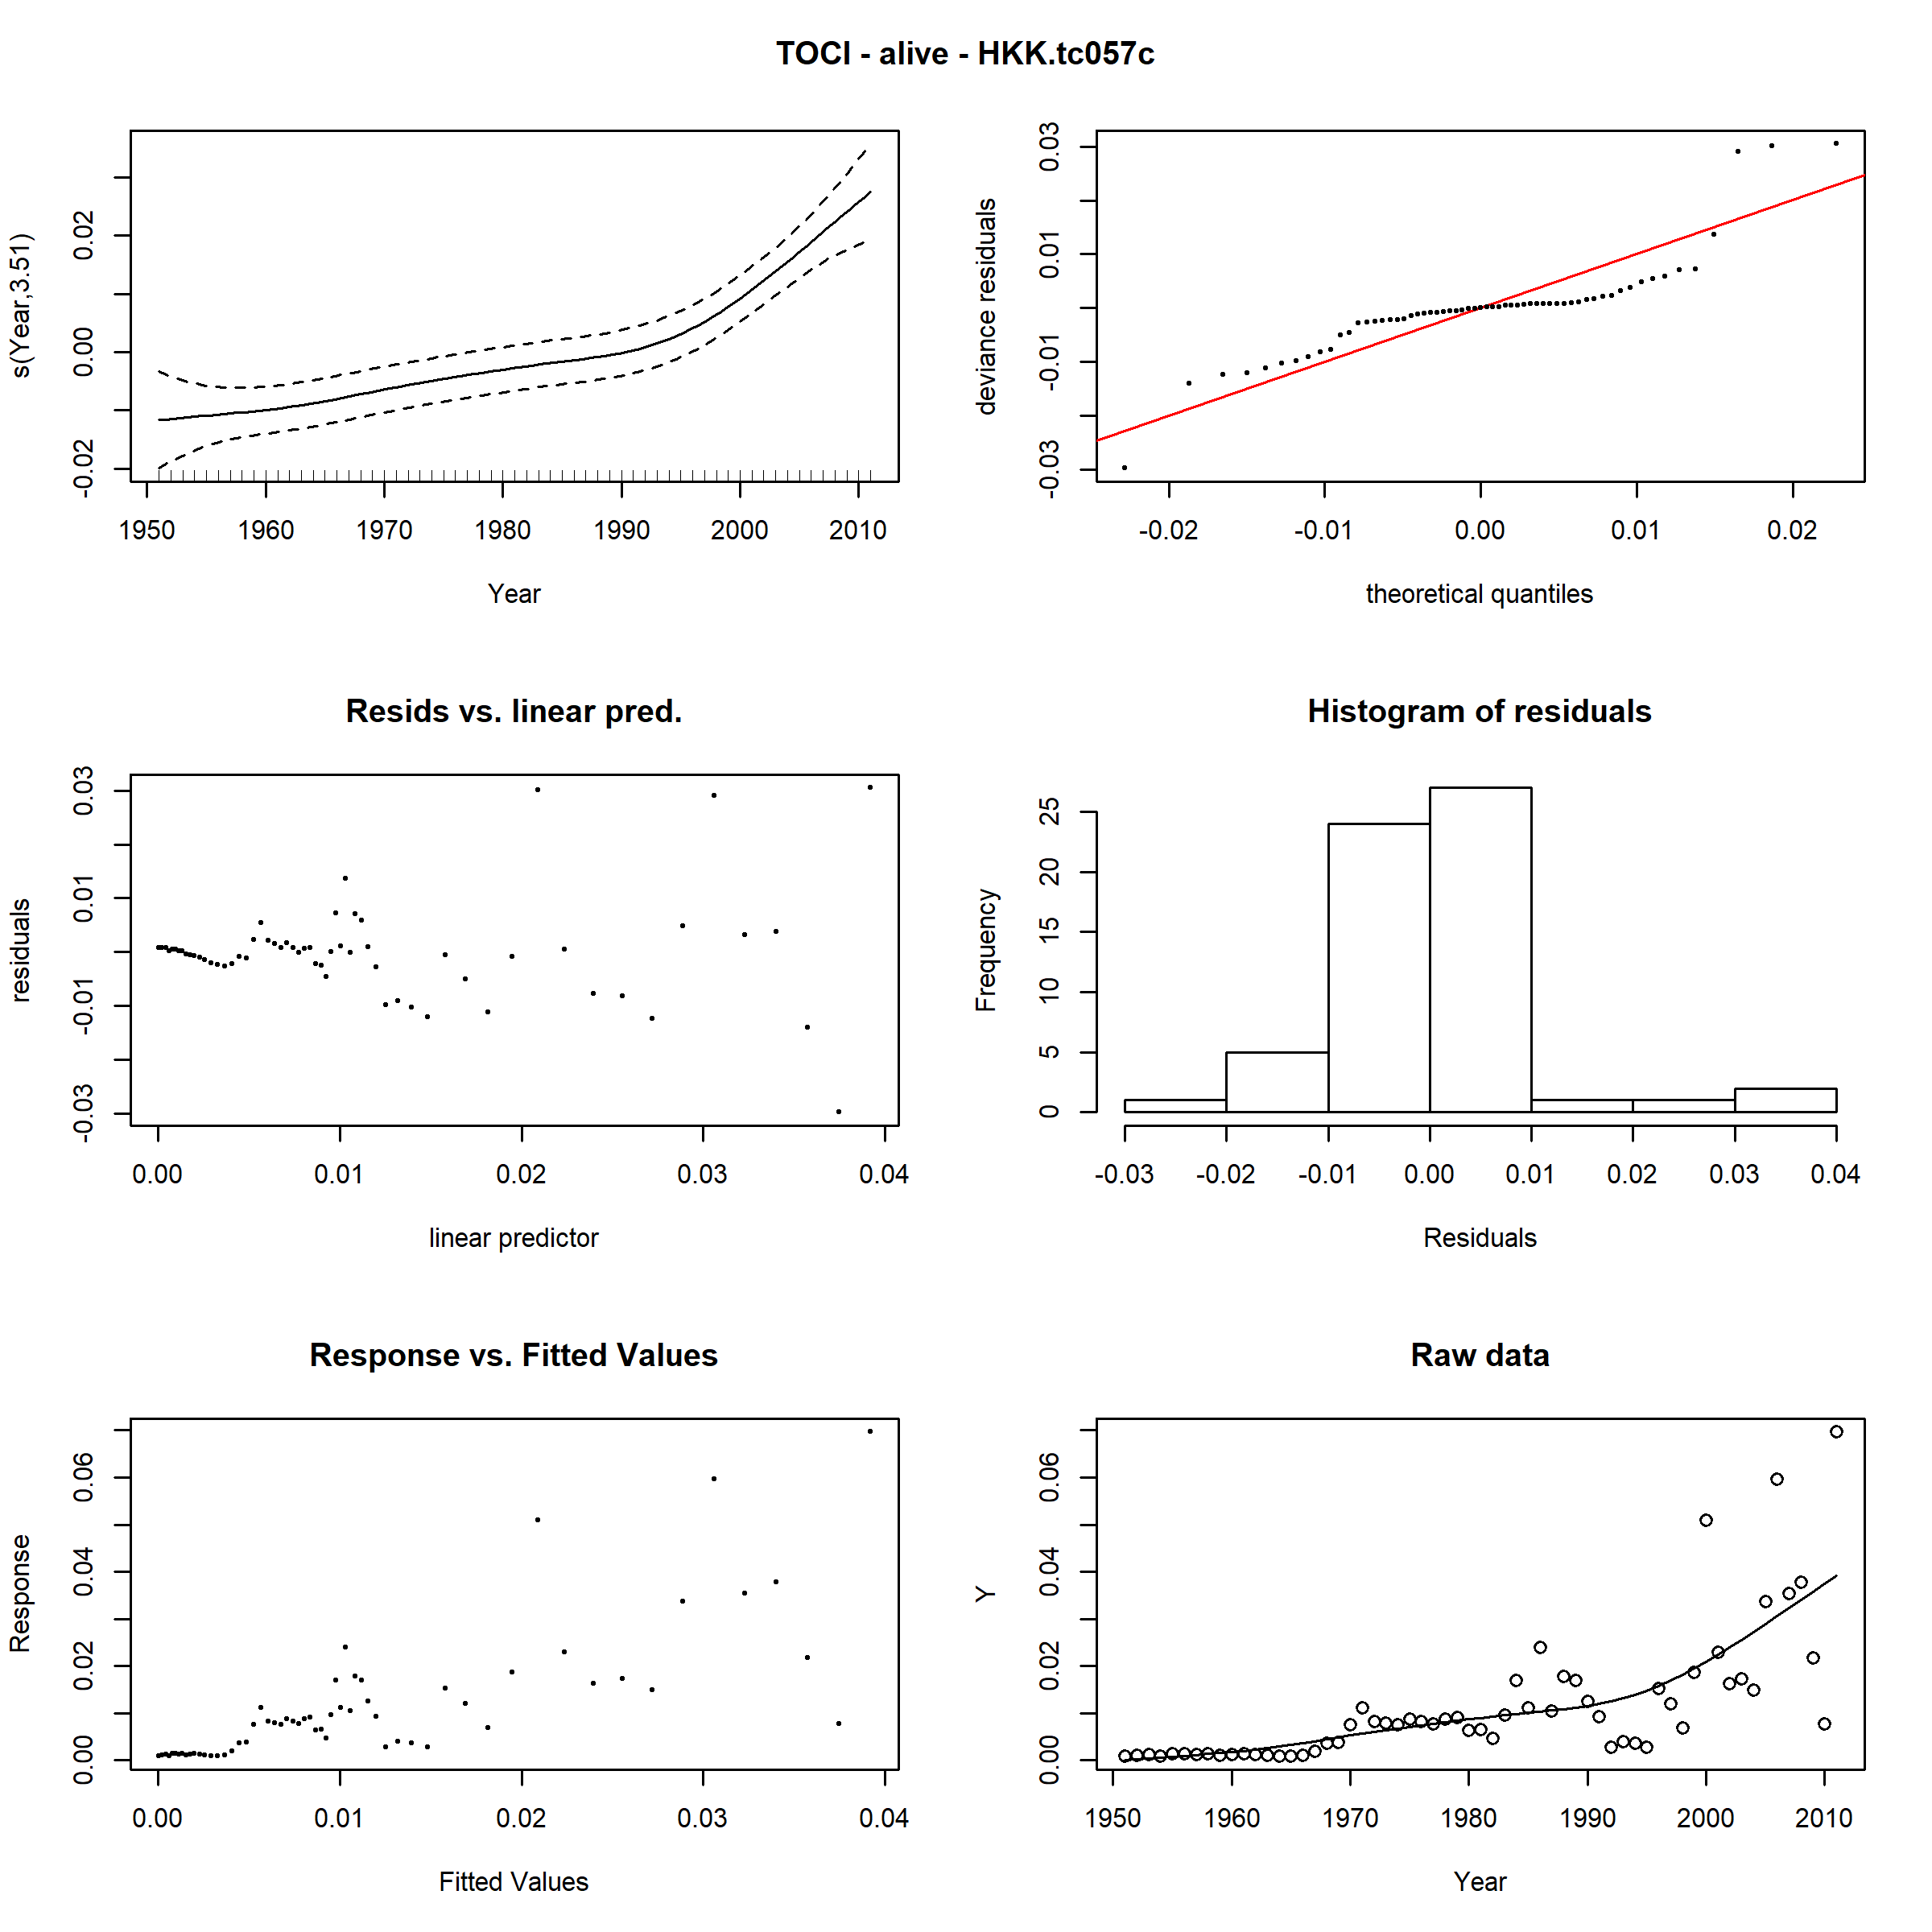 TOCI - alive - HKK.tc057c
s(Year,3.51)
-0.02 0.00 0.02
1950 1960 1970 1980 1990 2000 2010
Year
deviance residuals
-0.03 -0.01 0.01 0.03
-0.02 -0.01 0.00 0.01 0.02
theoretical quantiles
Resids vs. linear pred.
residuals
-0.03 -0.01 0.01 0.03
0.00 0.01 0.02 0.03 0.04
linear predictor
Histogram of residuals
Frequency
0 5 10 15 20 25
-0.03 -0.02 -0.01 0.00 0.01 0.02 0.03 0.04
Residuals
Response vs. Fitted Values
Response
0.00 0.02 0.04 0.06
0.00 0.01 0.02 0.03 0.04
Fitted Values
Raw data
Y
0.00 0.02 0.04 0.06
1950 1960 1970 1980 1990 2000 2010
Year